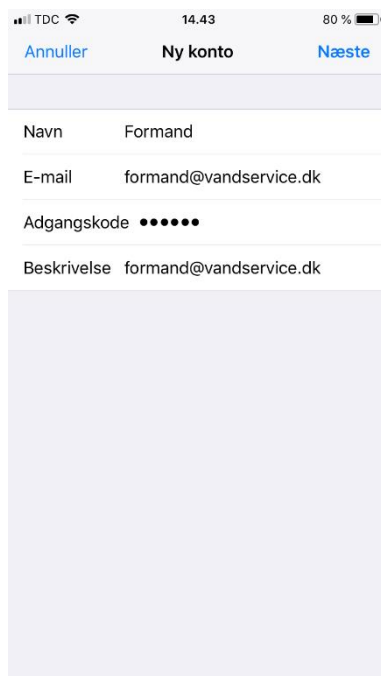 TDC 14.43 80 %
Annuller Ny konto Næste
Navn Formand
E-mail formand@vandservice.dk
Adgangskode ●●●●●●
Beskrivelse formand@vandservice.dk